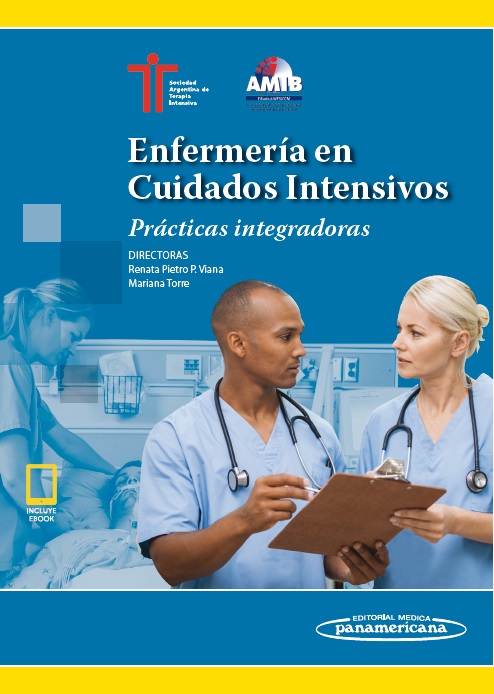 Sociedad
Argentina de
Terapia
Intensiva
AMIB
Enfermería en
Cuidados Intensivos
Prácticas integradoras
DIRECTORAS
Renata Pietro P. Viana
Mariana Torre
INCLUYE
EBOOK
EDITORIAL MEDICA
panamericana